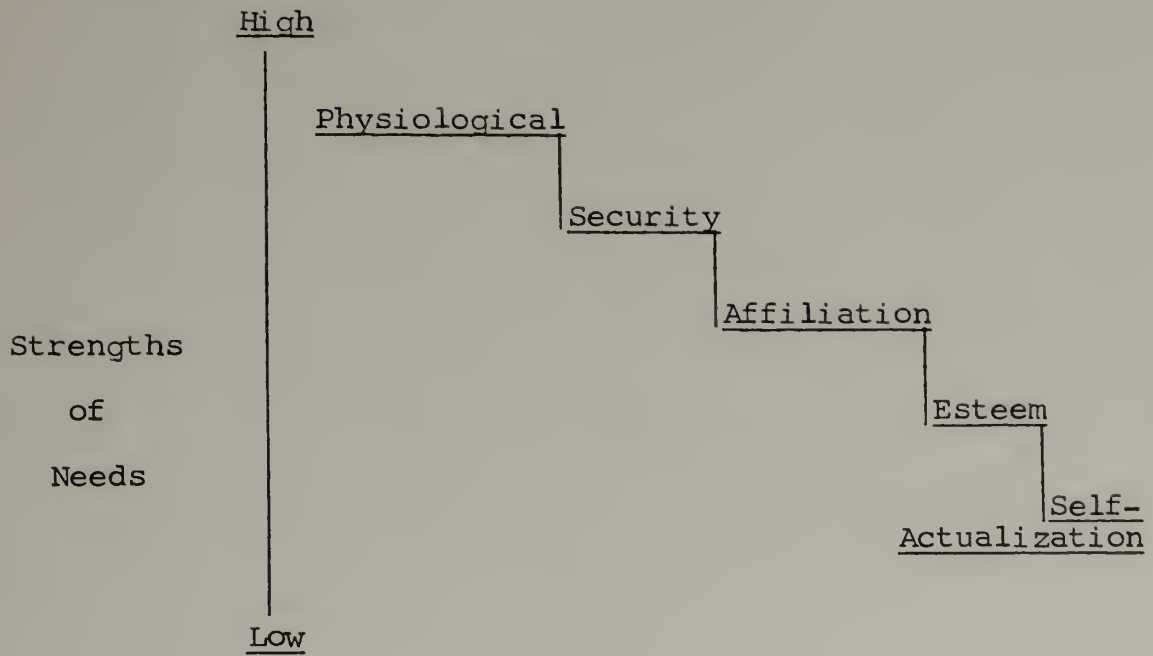 High
Physiological
Security
Affiliation
Strengths
of
Needs
Esteem
Self-
Actualization
Low